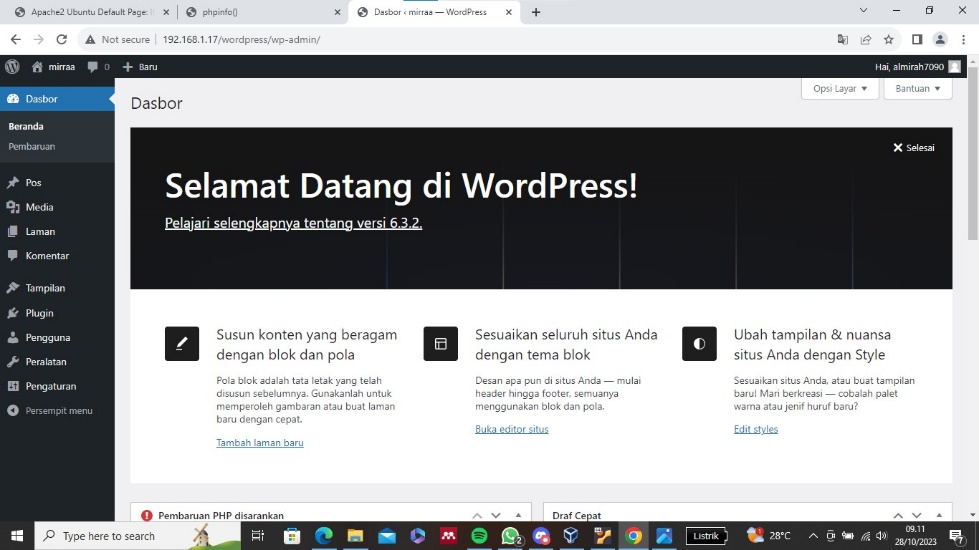 Apache2 Ubuntu Default Page:
phpinfo()
Dasbor ‹ mirraa — WordPress
Not secure
192.168.1.17/wordpress/wp-admin/
mirraa
0
Baru
Hai, almirah7090
Dasbor
Beranda
Pembaruan
Pos
Media
Laman
Komentar
Tampilan
Plugin
Pengguna
Peralatan
Pengaturan
Persempit menu
Dasbor
Opsi Layar
Bantuan
Selesai
Selamat Datang di WordPress!
Pelajari selengkapnya tentang versi 6.3.2.
Susun konten yang beragam
dengan blok dan pola
Pola blok adalah tata letak yang telah
disusun sebelumnya. Gunakanlah untuk
memperoleh gambaran atau buat laman
baru dengan cepat.
Tambah laman baru
Sesuaikan seluruh situs Anda
dengan tema blok
Desan apa pun di situs Anda — mulai
header hingga footer, semuanya
menggunakan blok dan pola.
Buka editor situs
Ubah tampilan & nuansa
situs Anda dengan Style
Sesuaikan situs Anda, atau buat tampilan
baru! Mari berkreasi — cobalah palet
warna atau jenif huruf baru?
Edit styles
Pembaruan PHP disarankan
Draf Cepat
Type here to search
2
Listrik
28°C
09.11
28/10/2023
7